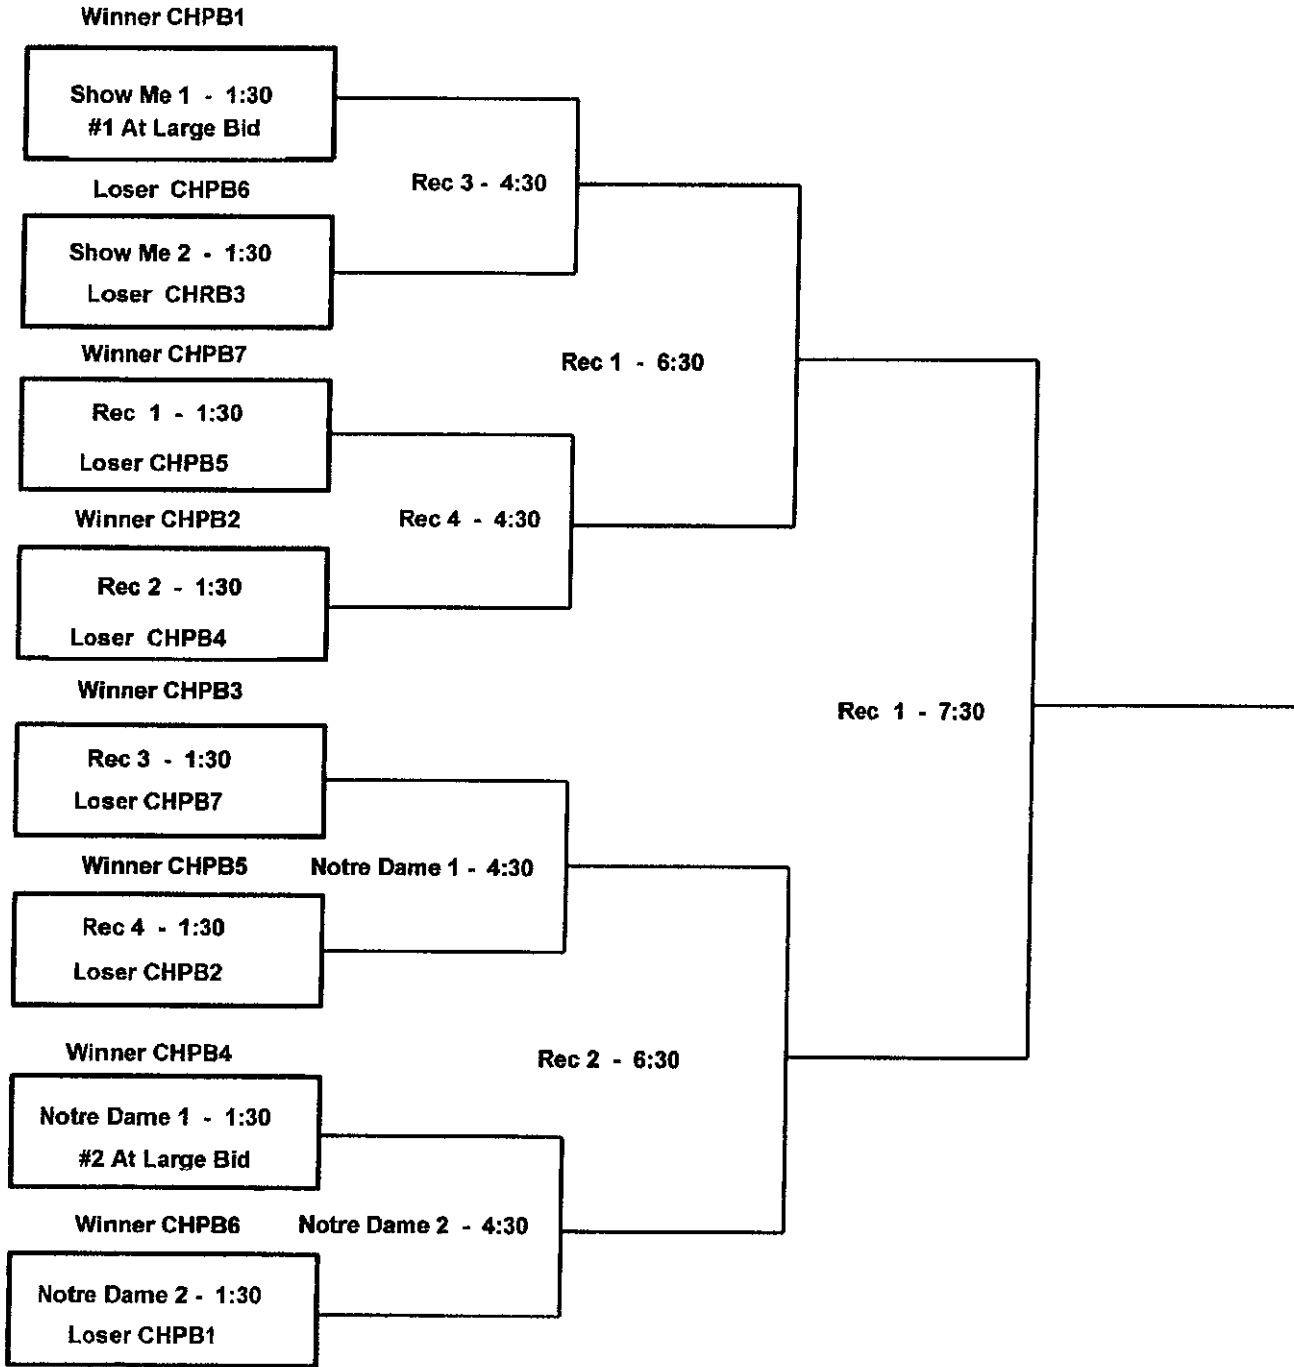 Winner CHPB1
Show Me 1 - 1:30
#1 At Large Bid
Loser CHPB6
Rec 3 - 4:30
Show Me 2 - 1:30
Loser CHRB3
Winner CHPB7
Rec 1 - 6:30
Rec 1 - 1:30
Loser CHPB5
Winner CHPB2
Rec 4 - 4:30
Rec 2 - 1:30
Loser CHPB4
Winner CHPB3
Rec 1 - 7:30
Rec 3 - 1:30
Loser CHPB7
Winner CHPB5
Notre Dame 1 - 4:30
Rec 4 - 1:30
Loser CHPB2
Winner CHPB4
Rec 2 - 6:30
Notre Dame 1 - 1:30
#2 At Large Bid
Winner CHPB6
Notre Dame 2 - 4:30
Notre Dame 2 - 1:30
Loser CHPB1